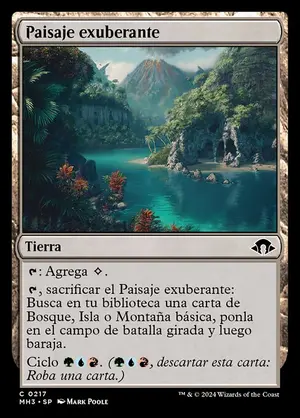 Paisaje exuberante
Tierra
: Agrega .
, sacrificar el Paisaje exuberante:
Busca en tu biblioteca una carta de
Bosque, Isla o Montaña básica, ponla
en el campo de batalla girada y luego
baraja.
Ciclo . (, descartar esta carta:
Roba una carta.)
C 0217
MH3 • SP Mark Poole
™ & © 2024 Wizards of the Coast